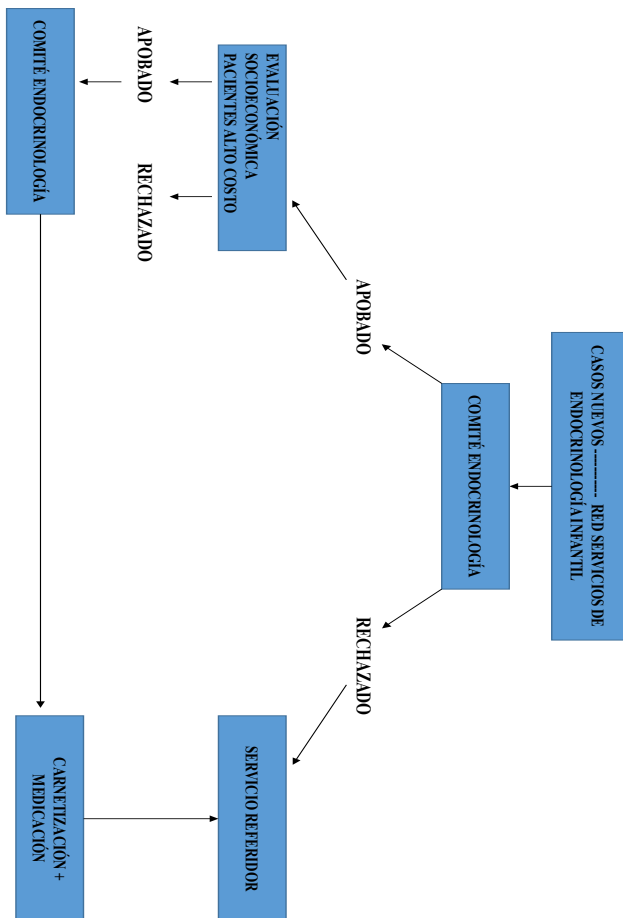 CASOS NUEVOS ---------- RED SERVICIOS DE
ENDOCRINOLOGÍA INFANTIL
COMITÉ ENDOCRINOLOGÍA
APOBADO
RECHAZADO
EVALUACIÓN
SOCIOECONÓMICA
PACIENTES ALTO COSTO
SERVICIO REFERIDOR
APOBADO
RECHAZADO
COMITÉ ENDOCRINOLOGÍA
CARNETIZACIÓN +
MEDICACIÓN